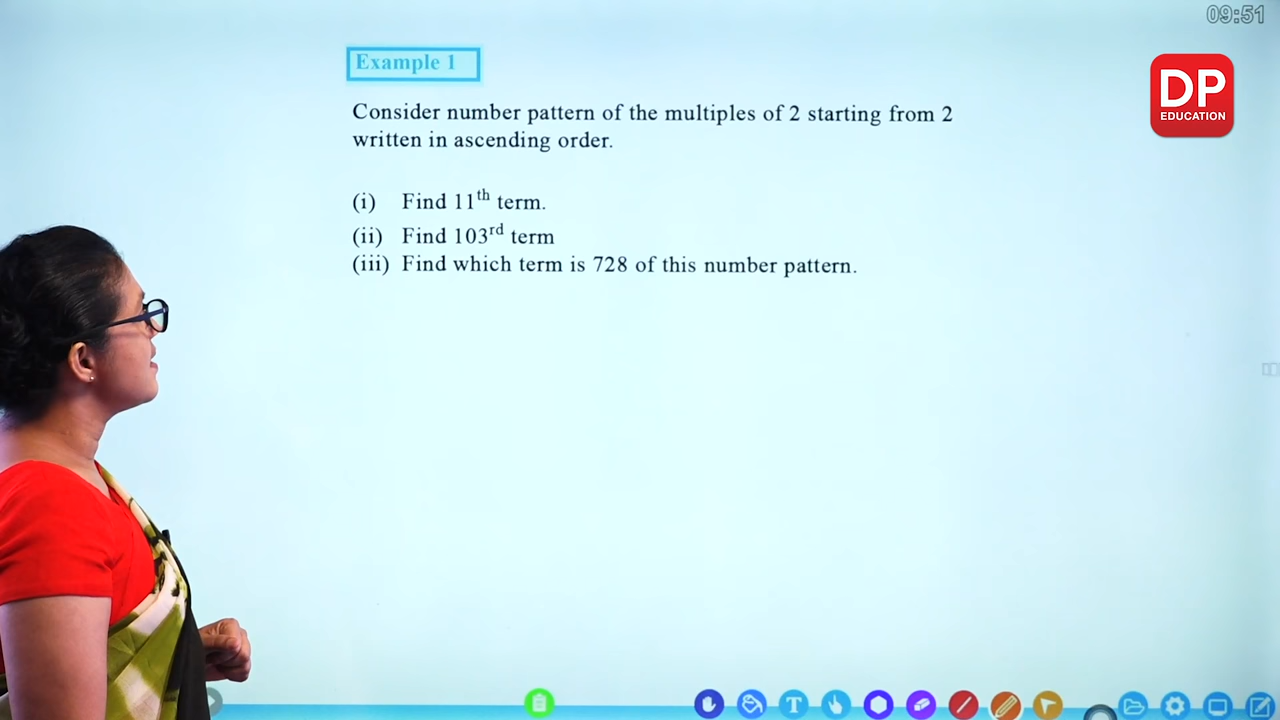 09:51
Example 1
DP
EDUCATION
Consider number pattern of the multiples of 2 starting from 2
written in ascending order.
(i) Find 11th term.
(ii) Find 103rd term
(iii) Find which term is 728 of this number pattern.
T